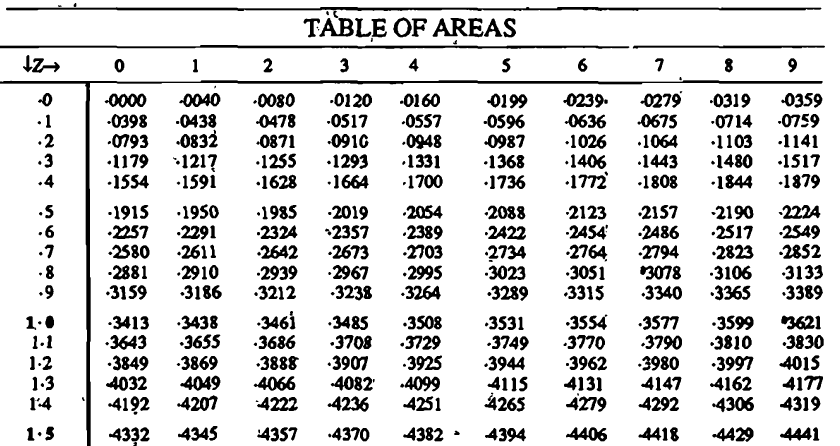 TABLE OF AREAS
↓Z→ 0 1 2 3 4 5 6 7 8 9
·0 ·0000 ·0040 ·0080 ·0120 ·0160 ·0199 ·0239 ·0279 ·0319 ·0359
·1 ·0398 ·0438 ·0478 ·0517 ·0557 ·0596 ·0636 ·0675 ·0714 ·0759
·2 ·0793 ·0832 ·0871 ·0910 ·0948 ·0987 ·1026 ·1064 ·1103 ·1141
·3 ·1179 ·1217 ·1255 ·1293 ·1331 ·1368 ·1406 ·1443 ·1480 ·1517
·4 ·1554 ·1591 ·1628 ·1664 ·1700 ·1736 ·1772 ·1808 ·1844 ·1879
·5 ·1915 ·1950 ·1985 ·2019 ·2054 ·2088 ·2123 ·2157 ·2190 ·2224
·6 ·2257 ·2291 ·2324 ·2357 ·2389 ·2422 ·2454 ·2486 ·2517 ·2549
·7 ·2580 ·2611 ·2642 ·2673 ·2703 ·2734 ·2764 ·2794 ·2823 ·2852
·8 ·2881 ·2910 ·2939 ·2967 ·2995 ·3023 ·3051 ·3078 ·3106 ·3133
·9 ·3159 ·3186 ·3212 ·3238 ·3264 ·3289 ·3315 ·3340 ·3365 ·3389
1·0 ·3413 ·3438 ·3461 ·3485 ·3508 ·3531 ·3554 ·3577 ·3599 ·3621
1·1 ·3643 ·3655 ·3686 ·3708 ·3729 ·3749 ·3770 ·3790 ·3810 ·3830
1·2 ·3849 ·3869 ·3888 ·3907 ·3925 ·3944 ·3962 ·3980 ·3997 ·4015
1·3 ·4032 ·4049 ·4066 ·4082 ·4099 ·4115 ·4131 ·4147 ·4162 ·4177
1·4 ·4192 ·4207 ·4222 ·4236 ·4251 ·4265 ·4279 ·4292 ·4306 ·4319
1·5 ·4332 ·4345 ·4357 ·4370 ·4382 ·4394 ·4406 ·4418 ·4429 ·4441